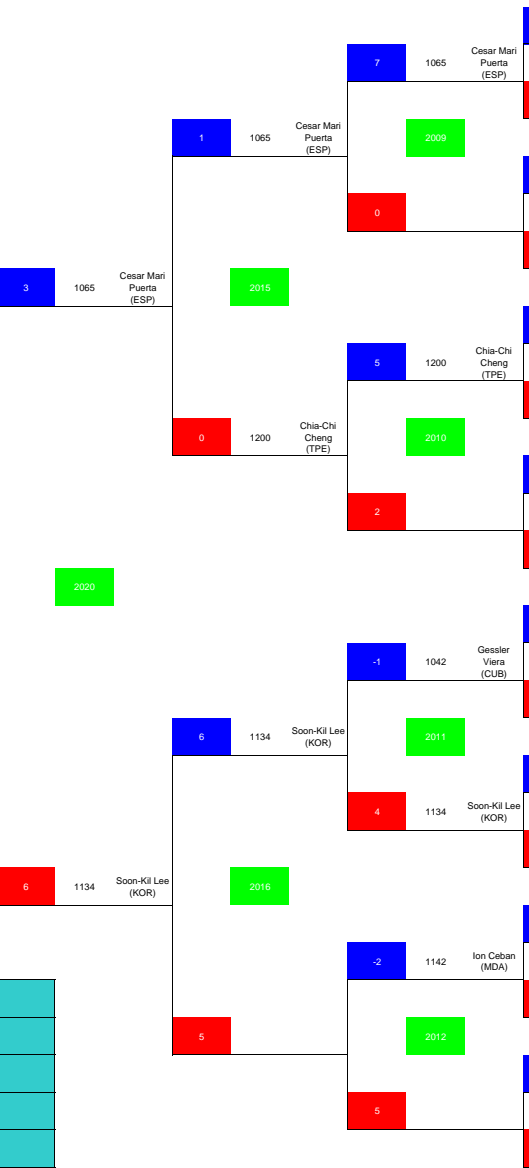 7 1065 Cesar Mari
Puerta
(ESP)
1 1065 Cesar Mari
Puerta
(ESP)
2009
0
3 1065 Cesar Mari
Puerta
(ESP)
2015
5 1200 Chia-Chi
Cheng
(TPE)
0 1200 Chia-Chi
Cheng
(TPE)
2010
2
2020
-1 1042 Gessler
Viera
(CUB)
6 1134 Soon-Kil Lee
(KOR)
2011
4 1134 Soon-Kil Lee
(KOR)
6 1134 Soon-Kil Lee
(KOR)
2016
-2 1142 Ion Ceban
(MDA)
5
2012
5